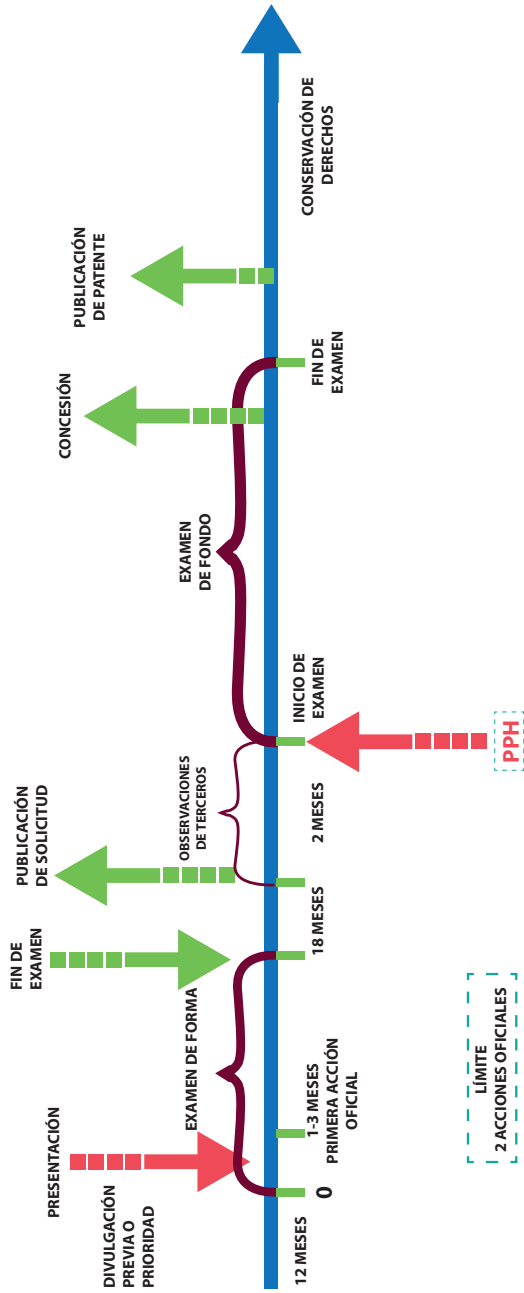 12 MESES
DIVULGACIÓN
PREVIA O
PRIORIDAD
PRESENTACIÓN
0
1-3 MESES
PRIMERA ACCIÓN
OFICIAL
EXAMEN DE FORMA
FIN DE
EXAMEN
18 MESES
PUBLICACIÓN
DE SOLICITUD
OBSERVACIONES
DE TERCEROS
2 MESES
INICIO DE
EXAMEN
PPH
EXAMEN
DE FONDO
CONCESIÓN
FIN DE
EXAMEN
PUBLICACIÓN
DE PATENTE
CONSERVACIÓN DE
DERECHOS
LÍMITE
2 ACCIONES OFICIALES